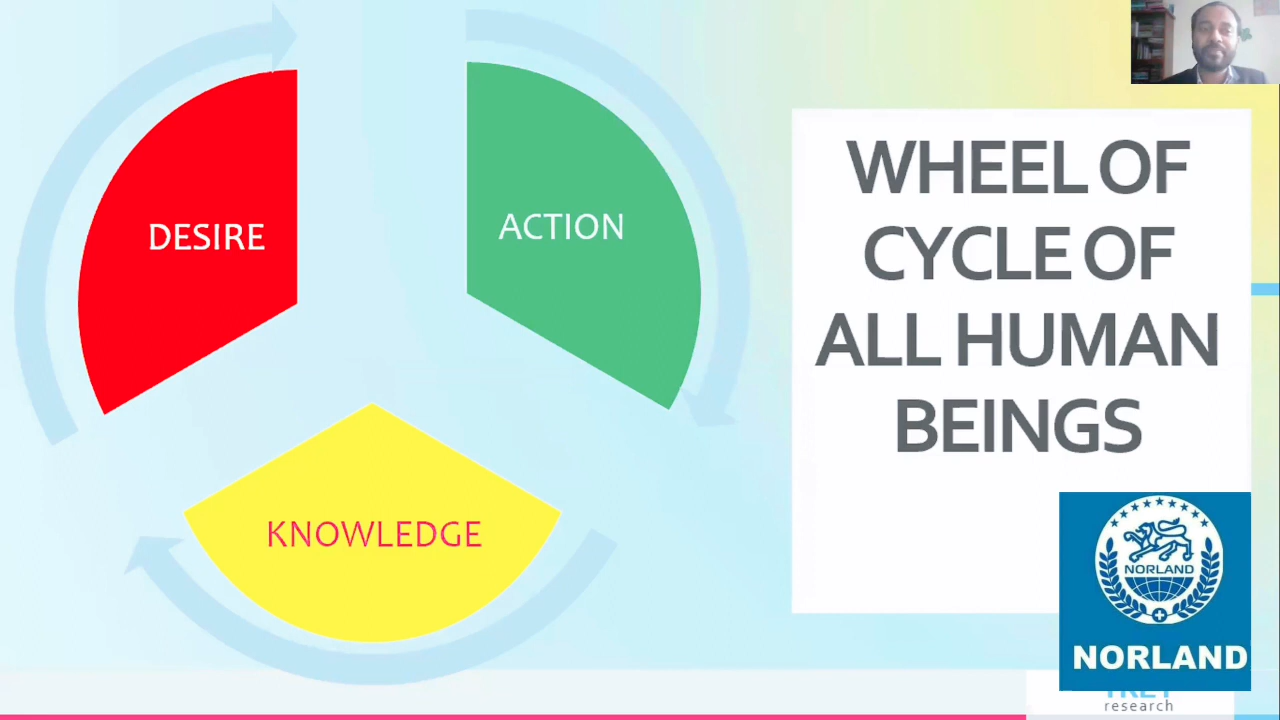 DESIRE
ACTION
KNOWLEDGE
WHEEL OF
CYCLE OF
ALL HUMAN
BEINGS
NORLAND
NORLAND
research